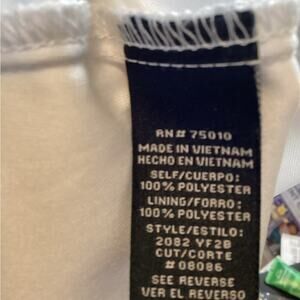 RN# 75010
MADE IN VIETNAM
HECHO EN VIETNAM
SELF/CUERPO:
100% POLYESTER
LINING/FORRO:
100% POLYESTER
STYLE/ESTILO:
2082 YF2B
CUT/CORTE
#08086
SEE REVERSE
VER EL REVERSO